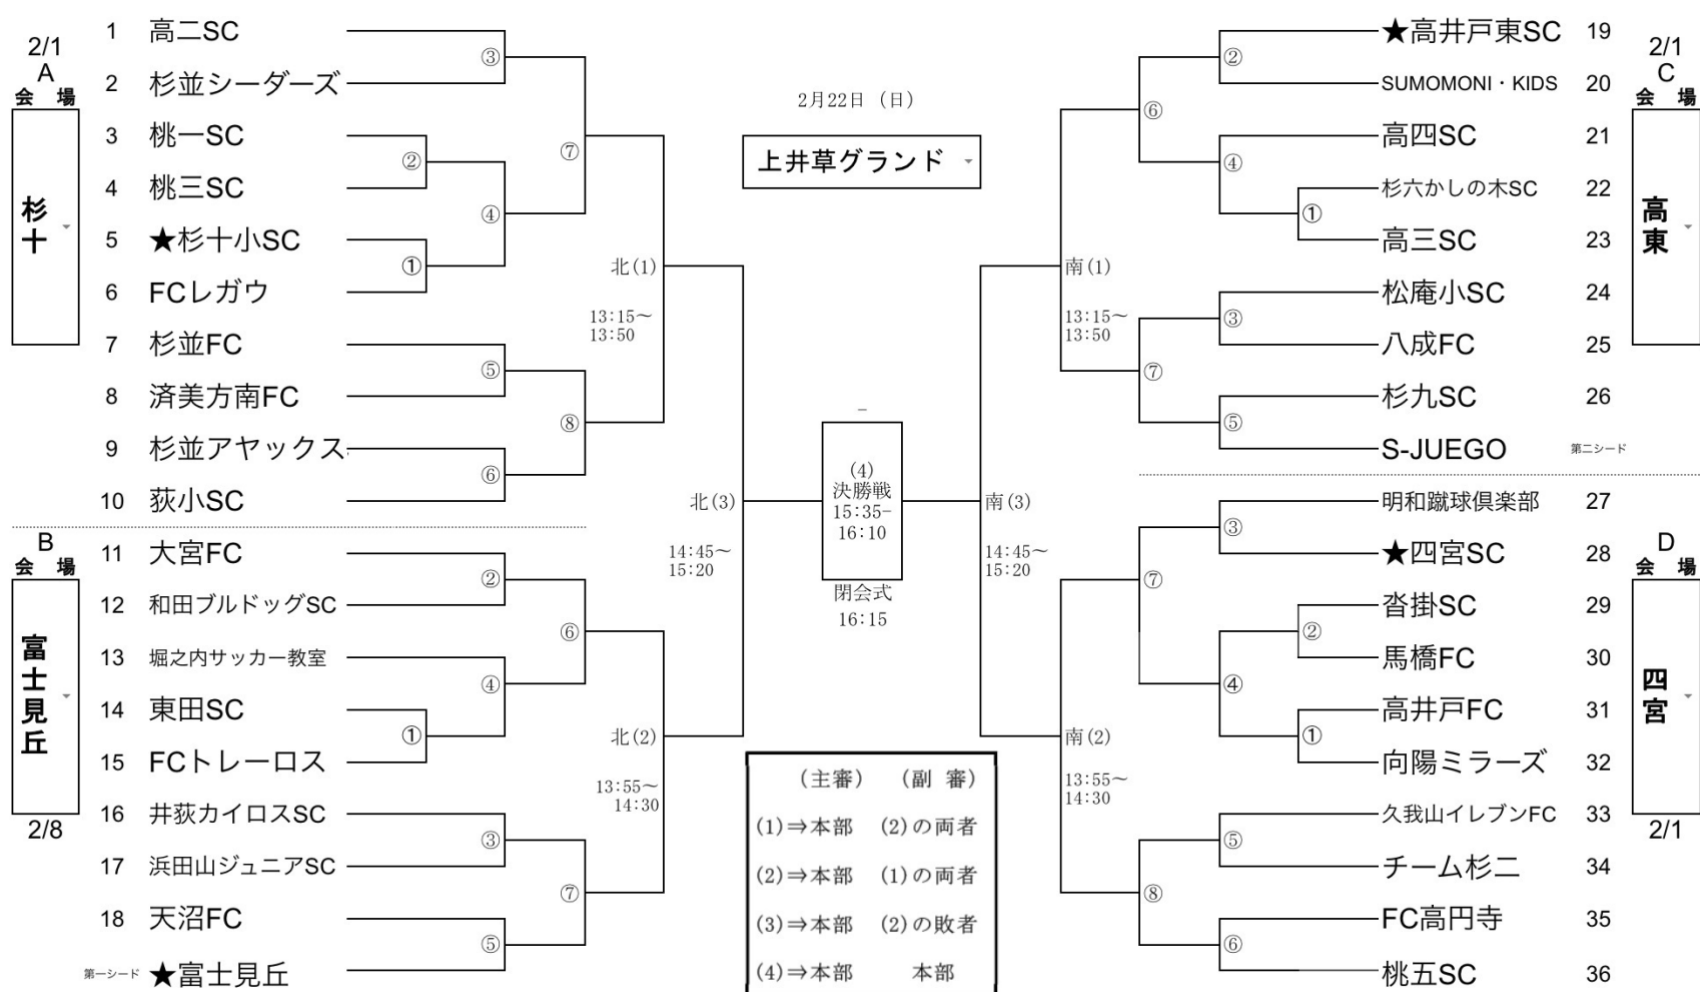 2/1
A
会 場
杉十
1 高二SC
2 杉並シーダーズ
3 桃一SC
4 桃三SC
5 ★杉十小SC
6 FCレガウ
7 杉並FC
8 済美方南FC
9 杉並アヤックス
10 荻小SC
③
②
⑦
④
①
⑤
⑧
⑥
北(1)
13:15〜
13:50
B
会 場
富士見丘
2/8
11 大宮FC
12 和田ブルドッグSC
13 堀之内サッカー教室
14 東田SC
15 FCトレーロス
16 井荻カイロスSC
17 浜田山ジュニアSC
18 天沼FC
第一シード ★富士見丘
②
⑥
④
①
③
⑦
⑤
北(2)
13:55〜
14:30
北(3)
14:45〜
15:20
2月22日 (日)
上井草グランド
–
(4)
決勝戦
15:35−
16:10
閉会式
16:15
(主審) (副 審)
(1)⇒本部 (2)の両者
(2)⇒本部 (1)の両者
(3)⇒本部 (2)の敗者
(4)⇒本部 本部
南(3)
14:45〜
15:20
南(1)
13:15〜
13:50
②
⑥
④
①
③
⑦
⑤
★高井戸東SC 19
SUMOMONI・KIDS 20
高四SC 21
杉六かしの木SC 22
高三SC 23
松庵小SC 24
八成FC 25
杉九SC 26
S-JUEGO 第二シード
2/1
C
会 場
高東
南(2)
13:55〜
14:30
③
⑦
②
④
①
⑤
⑧
⑥
明和蹴球倶楽部 27
★四宮SC 28
沓掛SC 29
馬橋FC 30
高井戸FC 31
向陽ミラーズ 32
久我山イレブンFC 33
チーム杉二 34
FC高円寺 35
桃五SC 36
D
会 場
四宮
2/1